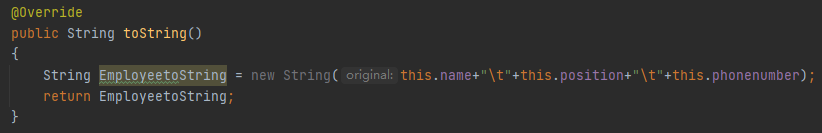 @Override
public String toString()
{
    String EmployeetoString = new String( original: this.name+"\t"+this.position+"\t"+this.phonenumber);
    return EmployeetoString;
}